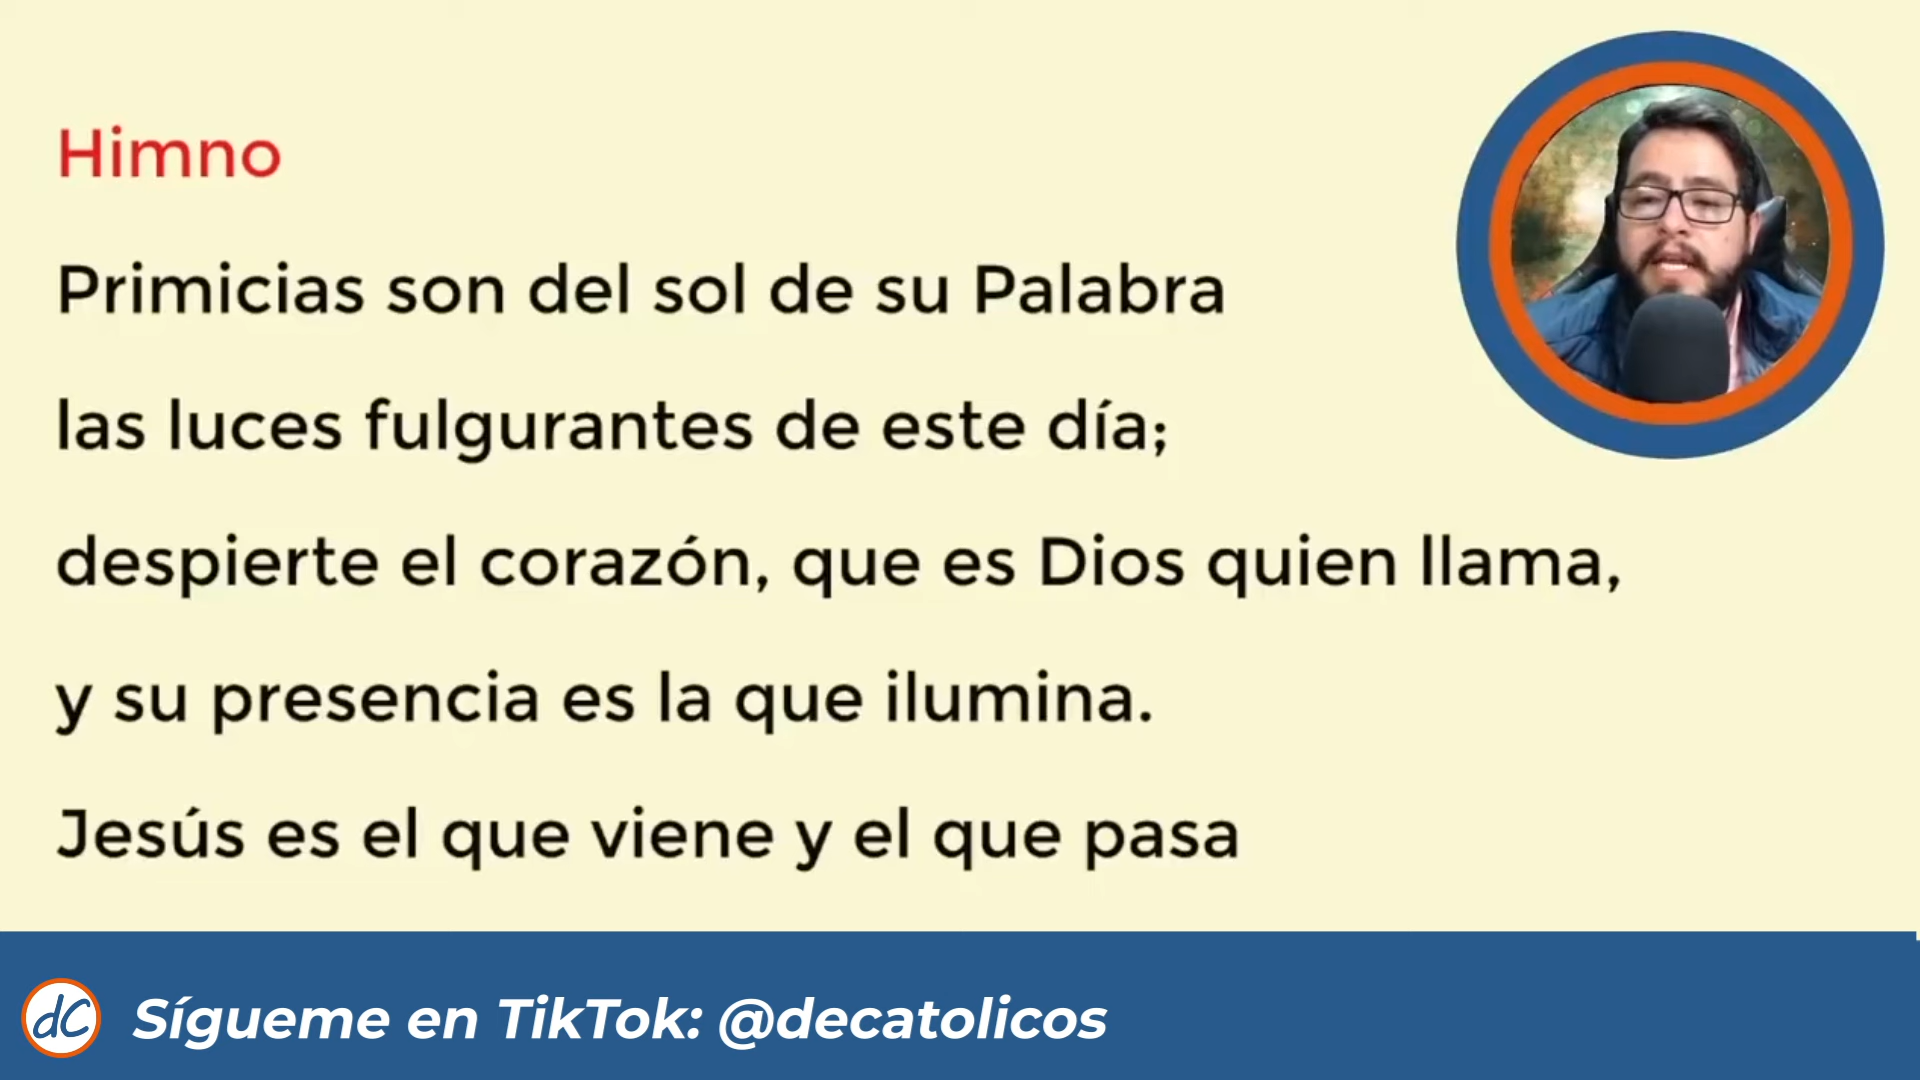 Himno
Primicias son del sol de su Palabra
las luces fulgurantes de este día;
despierte el corazón, que es Dios quien llama,
y su presencia es la que ilumina.
Jesús es el que viene y el que pasa
dC Sígueme en TikTok: @decatolicos